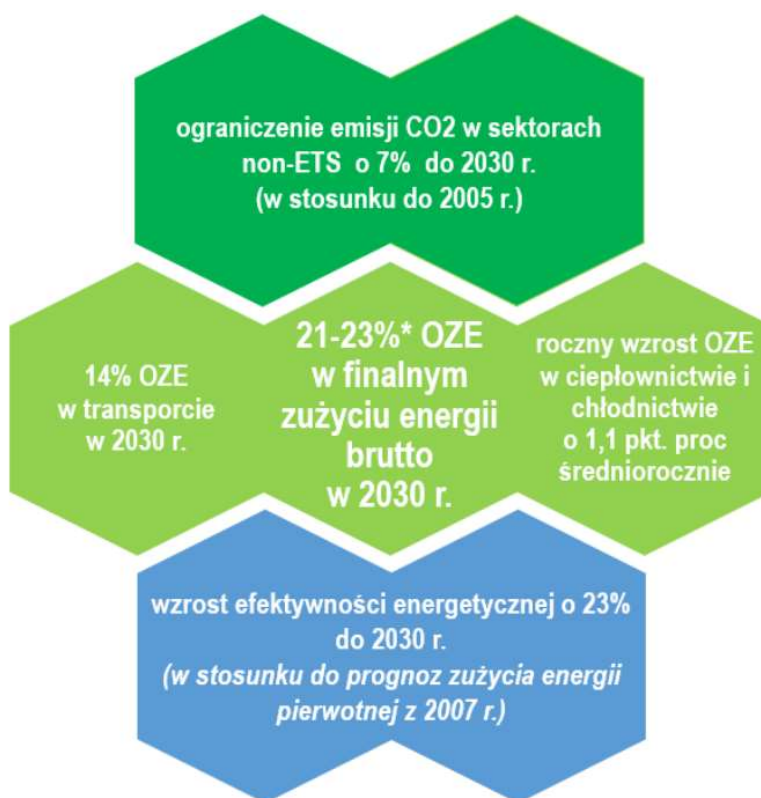 ograniczenie emisji CO2 w sektorach
non-ETS o 7% do 2030 r.
(w stosunku do 2005 r.)
14% OZE
w transporcie
w 2030 r.
21-23%* OZE
w finalnym
zużyciu energii
brutto
w 2030 r.
roczny wzrost OZE
w ciepłownictwie i
chłodnictwie
o 1,1 pkt. proc
średniorocznie
wzrost efektywności energetycznej o 23%
do 2030 r.
(w stosunku do prognoz zużycia energii
pierwotnej z 2007 r.)